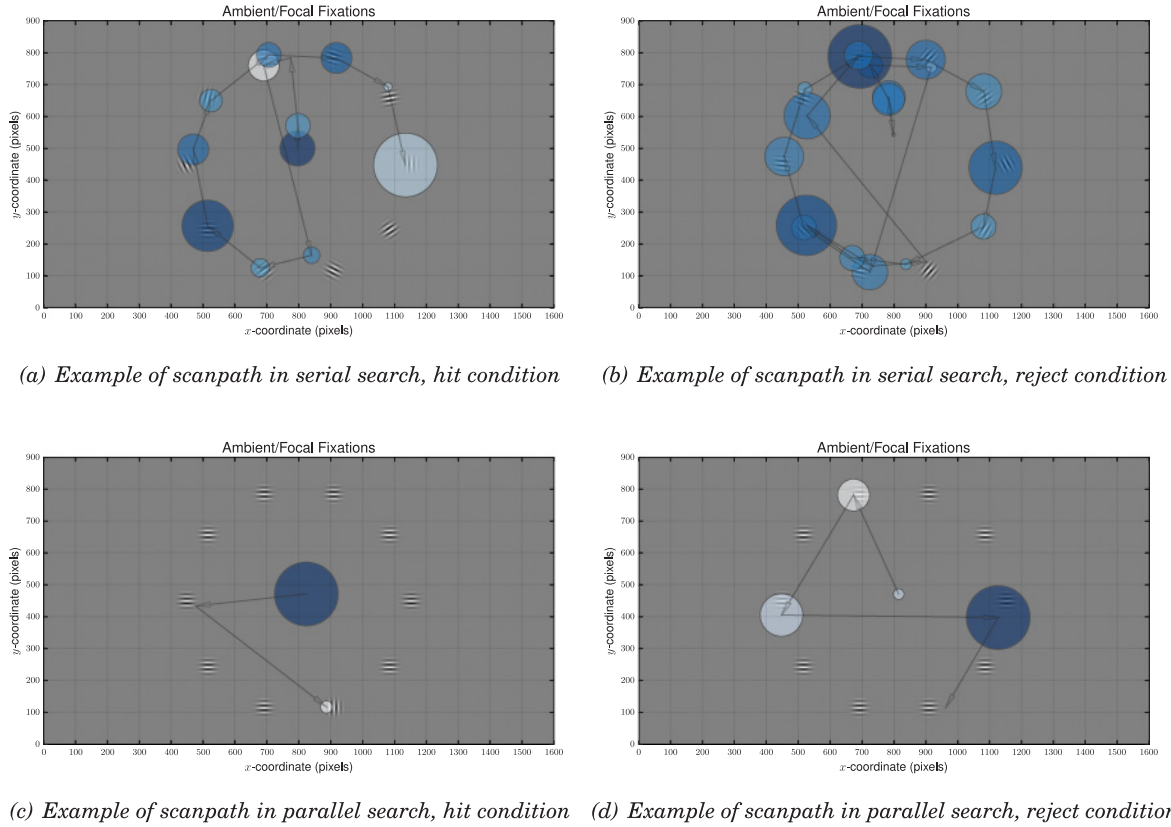 Ambient/Focal Fixations
900
800
700
600
500
400
300
200
100
0
y-coordinate (pixels)
0 100 200 300 400 500 600 700 800 900 1000 1100 1200 1300 1400 1500 1600
x-coordinate (pixels)
(a) Example of scanpath in serial search, hit condition
Ambient/Focal Fixations
900
800
700
600
500
400
300
200
100
0
y-coordinate (pixels)
0 100 200 300 400 500 600 700 800 900 1000 1100 1200 1300 1400 1500 1600
x-coordinate (pixels)
(b) Example of scanpath in serial search, reject condition
Ambient/Focal Fixations
900
800
700
600
500
400
300
200
100
0
y-coordinate (pixels)
0 100 200 300 400 500 600 700 800 900 1000 1100 1200 1300 1400 1500 1600
x-coordinate (pixels)
(c) Example of scanpath in parallel search, hit condition
Ambient/Focal Fixations
900
800
700
600
500
400
300
200
100
0
y-coordinate (pixels)
0 100 200 300 400 500 600 700 800 900 1000 1100 1200 1300 1400 1500 1600
x-coordinate (pixels)
(d) Example of scanpath in parallel search, reject condition